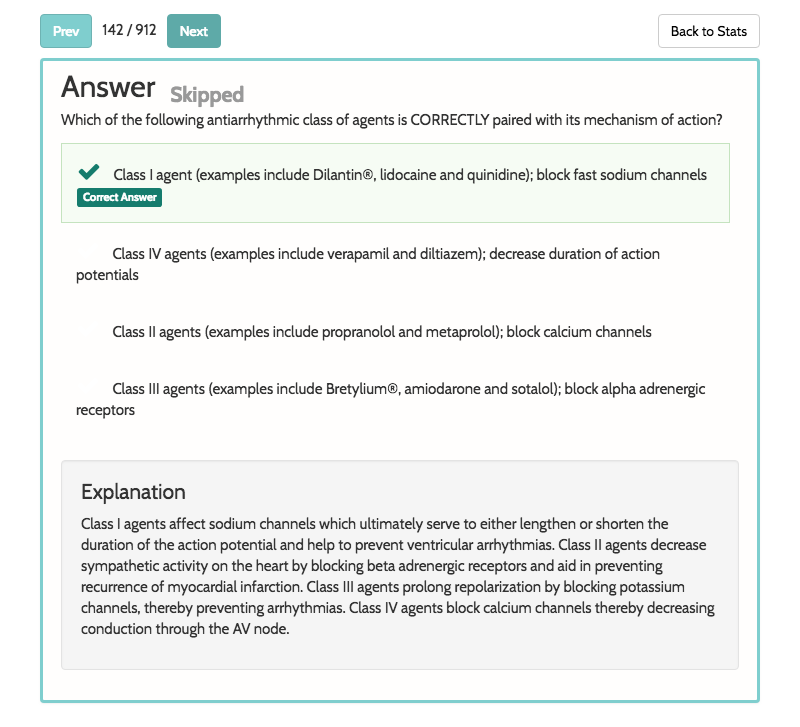 Prev 142 / 912 Next Back to Stats
Answer Skipped
Which of the following antiarrhythmic class of agents is CORRECTLY paired with its mechanism of action?
Class I agent (examples include Dilantin®, lidocaine and quinidine); block fast sodium channels
Correct Answer
Class IV agents (examples include verapamil and diltiazem); decrease duration of action
potentials
Class II agents (examples include propranolol and metaprolol); block calcium channels
Class III agents (examples include Bretylium®, amiodarone and sotalol); block alpha adrenergic
receptors
Explanation
Class I agents affect sodium channels which ultimately serve to either lengthen or shorten the
duration of the action potential and help to prevent ventricular arrhythmias. Class II agents decrease
sympathetic activity on the heart by blocking beta adrenergic receptors and aid in preventing
recurrence of myocardial infarction. Class III agents prolong repolarization by blocking potassium
channels, thereby preventing arrhythmias. Class IV agents block calcium channels thereby decreasing
conduction through the AV node.